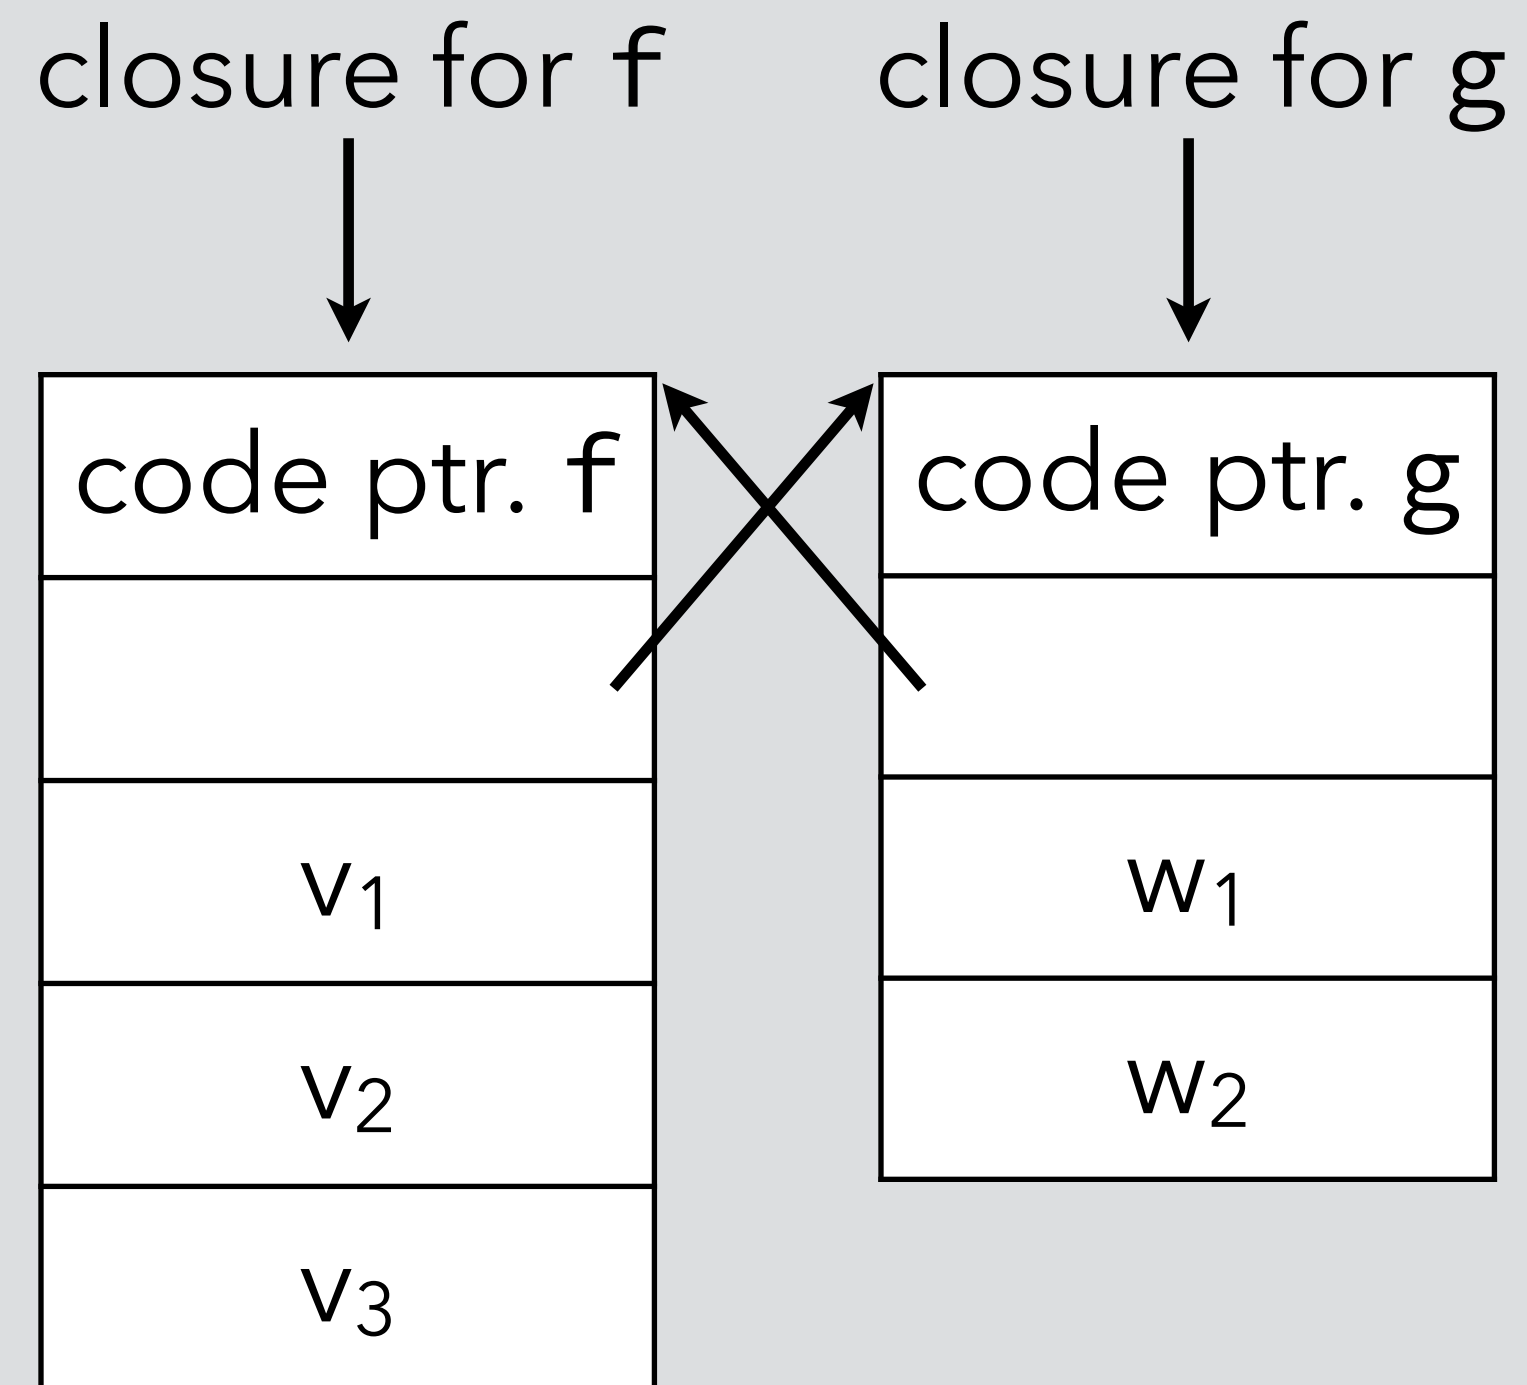 closure for f
closure for g
code ptr. f
code ptr. g
v1
w1
v2
w2
v3